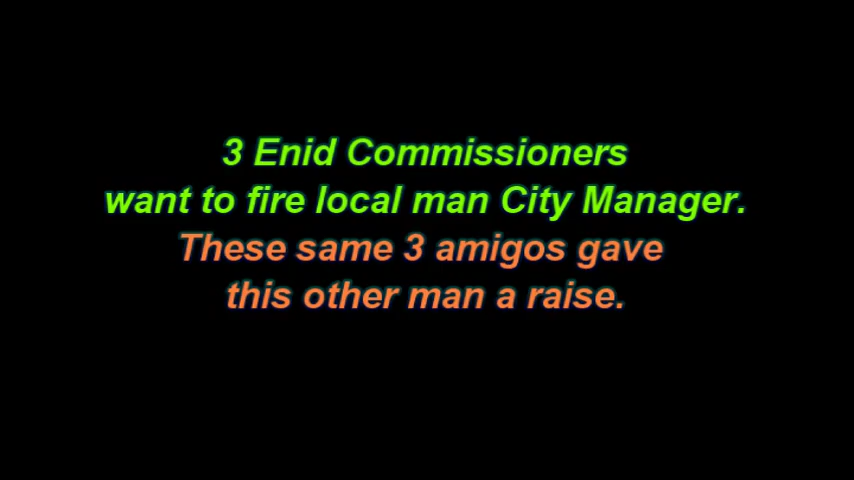 3 Enid Commissioners
want to fire local man City Manager.
These same 3 amigos gave
this other man a raise.